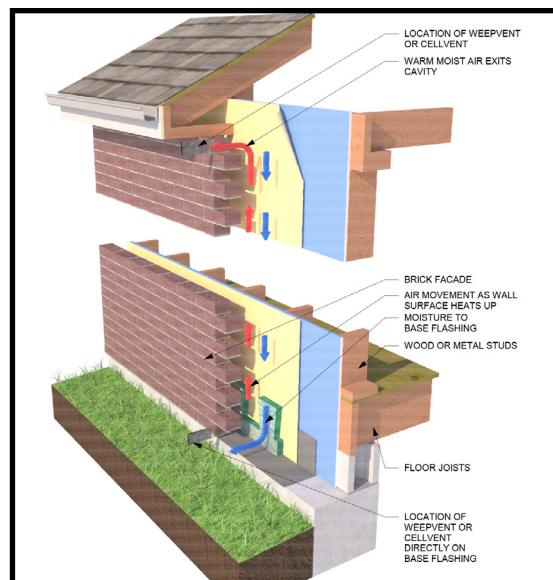 LOCATION OF WEEPVENT
OR CELLVENT
WARM MOIST AIR EXITS
CAVITY
BRICK FACADE
AIR MOVEMENT AS WALL
SURFACE HEATS UP
MOISTURE TO
BASE FLASHING
WOOD OR METAL STUDS
FLOOR JOISTS
LOCATION OF
WEEPVENT OR
CELLVENT
DIRECTLY ON
BASE FLASHING